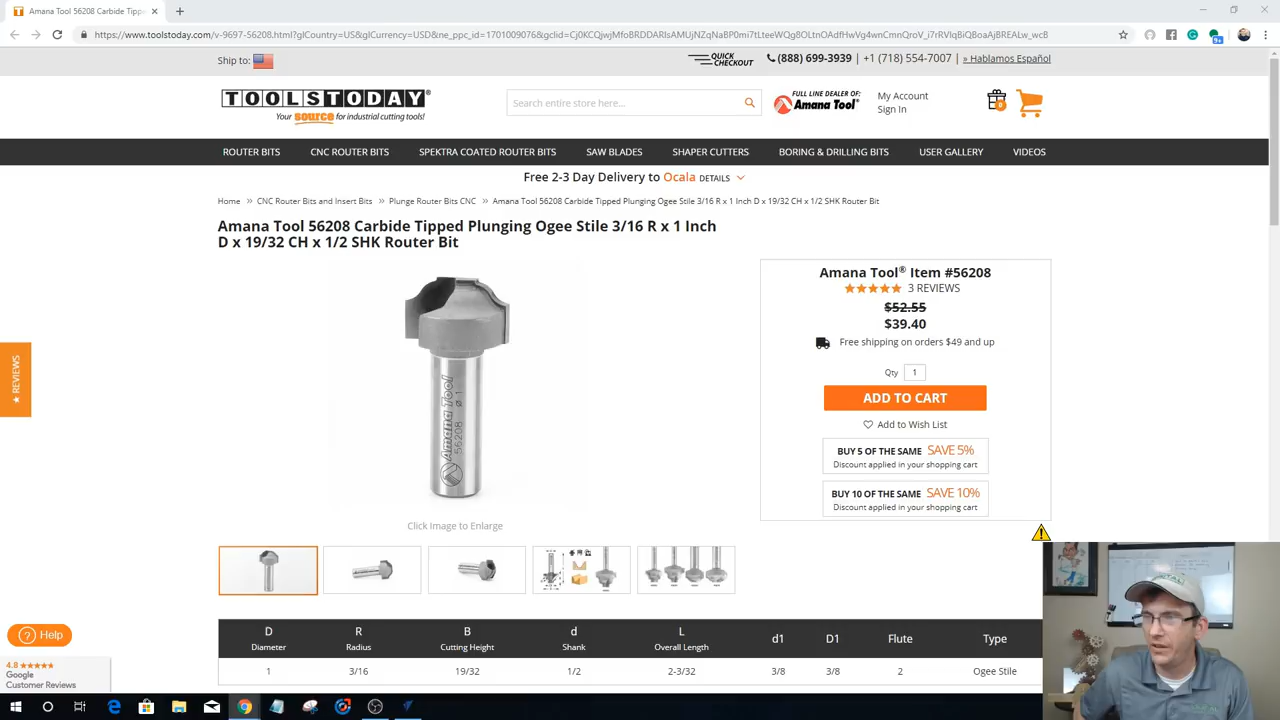 Amana Tool 56208 Carbide Tippe
https://www.toolstoday.com/v-9697-56208.html?glCountry=US&glCurrency=USD&ne_ppc_id=1701009076&gclid=
Ship to:
QUICK CHECKOUT
(888) 699-3939 | +1 (718) 554-7007 | » Hablamos Español
TOOLSTODAY®
Your source for industrial cutting tools!
Search entire store here...
FULL LINE DEALER OF:
Amana Tool®
My Account
Sign In
0
ROUTER BITS
CNC ROUTER BITS
SPEKTRA COATED ROUTER BITS
SAW BLADES
SHAPER CUTTERS
BORING & DRILLING BITS
USER GALLERY
VIDEOS
Free 2-3 Day Delivery to Ocala DETAILS
Home » CNC Router Bits and Insert Bits » Plunge Router Bits CNC » Amana Tool 56208 Carbide Tipped Plunging Ogee Stile 3/16 R x 1 Inch D x 19/32 CH x 1/2 SHK Router Bit
Amana Tool 56208 Carbide Tipped Plunging Ogee Stile 3/16 R x 1 Inch
D x 19/32 CH x 1/2 SHK Router Bit
Amana Tool
56208 ø 1
Click Image to Enlarge
Amana Tool® Item #56208
3 REVIEWS
$52.55
$39.40
Free shipping on orders $49 and up
Qty 1
ADD TO CART
Add to Wish List
BUY 5 OF THE SAME SAVE 5%
Discount applied in your shopping cart
BUY 10 OF THE SAME SAVE 10%
Discount applied in your shopping cart
★ REVIEWS
? Help
4.8
Google
Customer Reviews
D R B d L d1 D1 Flute Type
Diameter Radius Cutting Height Shank Overall Length
1 3/16 19/32 1/2 2-3/32 3/8 3/8 2 Ogee Stile